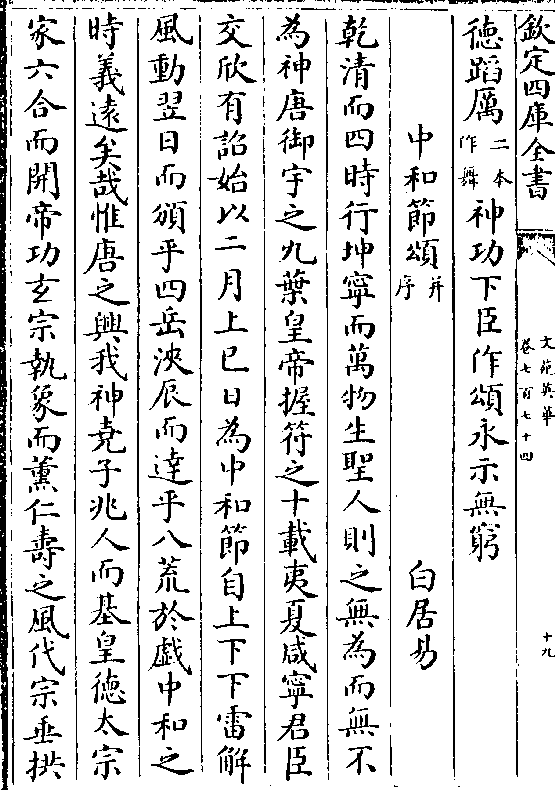 欽定四庫全書
文苑英華
卷七百七十四
十九
德蹈厲二本作舞神功下臣作頌永示無窮
中和節頌并序
白居易
乾清而四時行坤寧而萬物生聖人則之無為而無不
為神唐御宇之九葉皇帝握符之十載夷夏咸寧君臣
交欣有詔始以二月上巳日為中和節自上下下雷解
風動翌日而頒乎四岳浹辰而達乎八荒於戲中和之
時義遠矣哉惟唐之興我神堯子兆人而基皇德太宗
家六合而開帝功玄宗執象而薰仁壽之風代宗垂拱